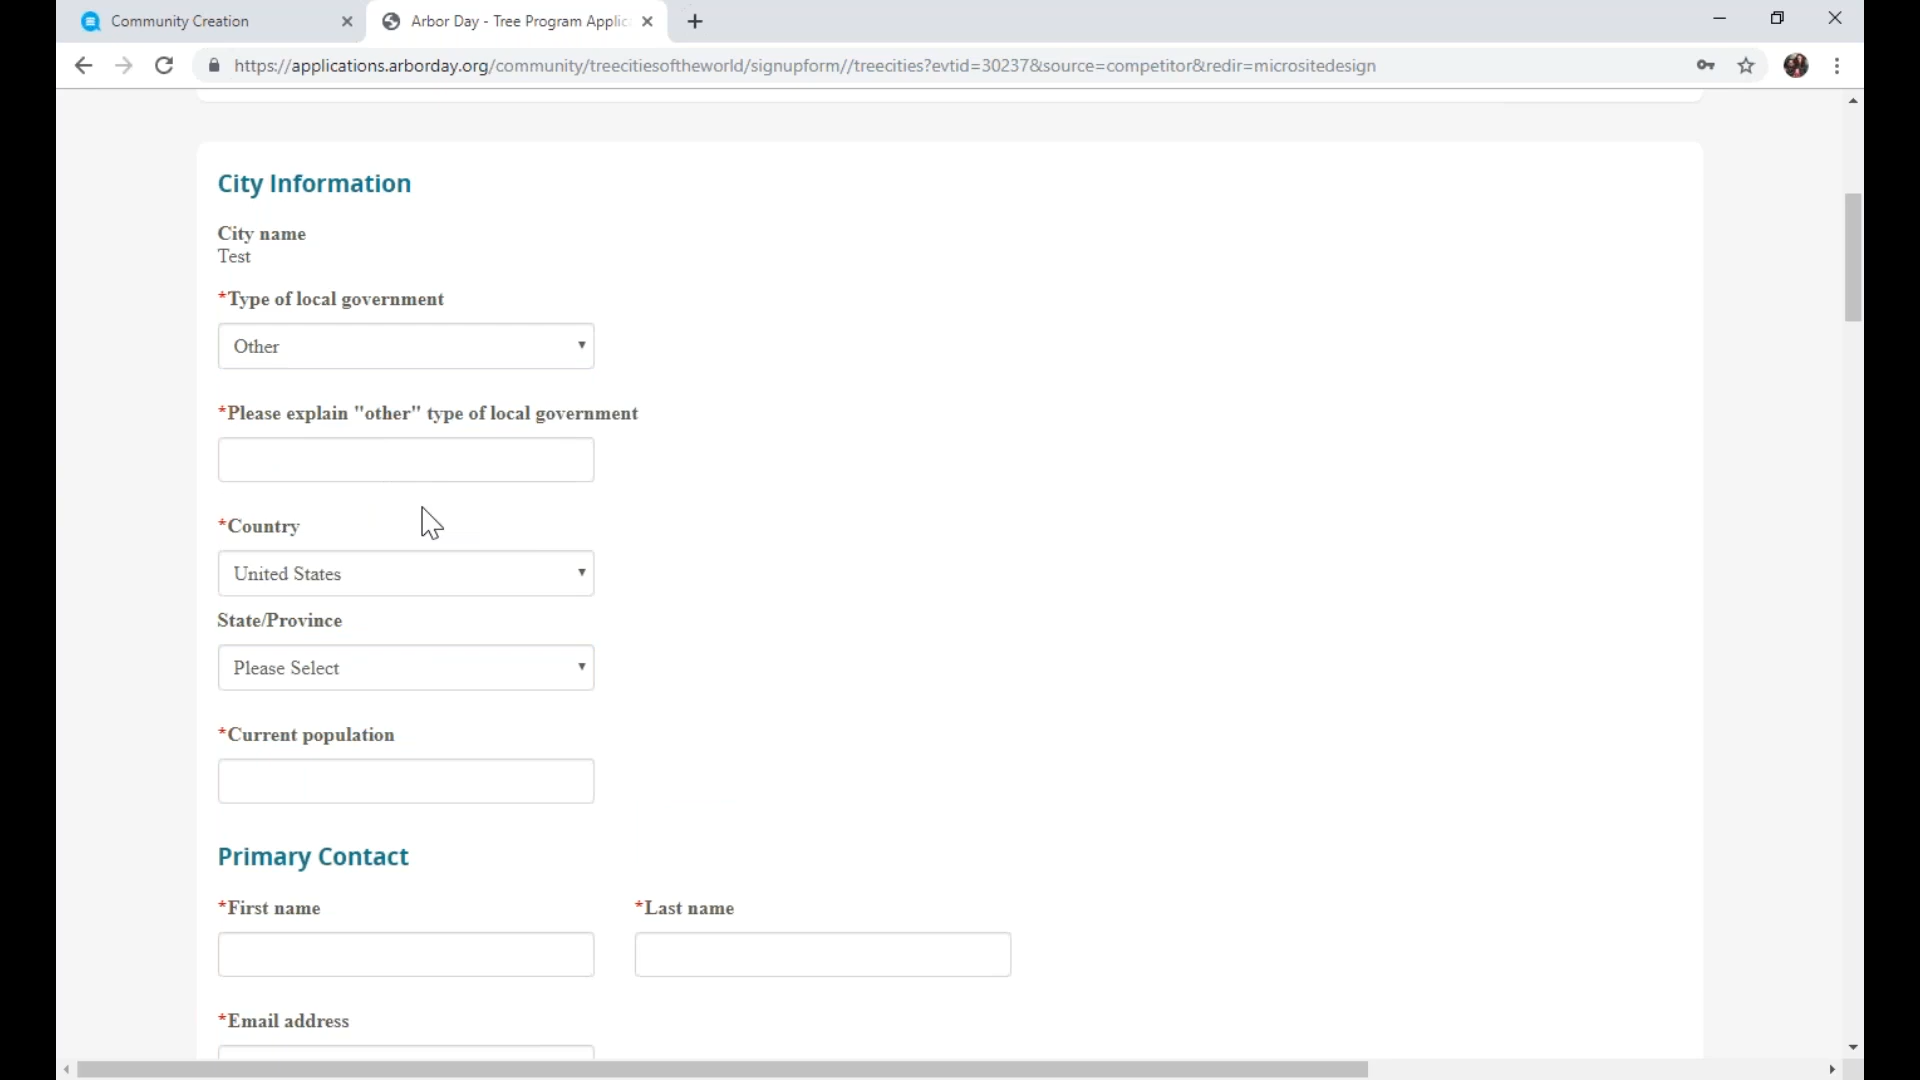 Community Creation
Arbor Day - Tree Program Applic
https://applications.arborday.org/community/treecitiesoftheworld/signupform//treecities?evtid=30237&source=competitor&redir=micrositedesign
City Information
City name
Test
*Type of local government
Other
*Please explain "other" type of local government
*Country
United States
State/Province
Please Select
*Current population
Primary Contact
*First name
*Last name
*Email address